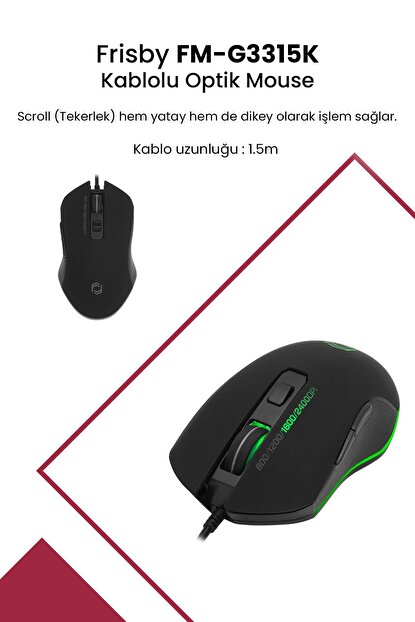 Frisby FM-G3315K
Kablolu Optik Mouse
Scroll (Tekerlek) hem yatay hem de dikey olarak işlem sağlar.
Kablo uzunluğu : 1.5m
800/1200/1600/2400DPI